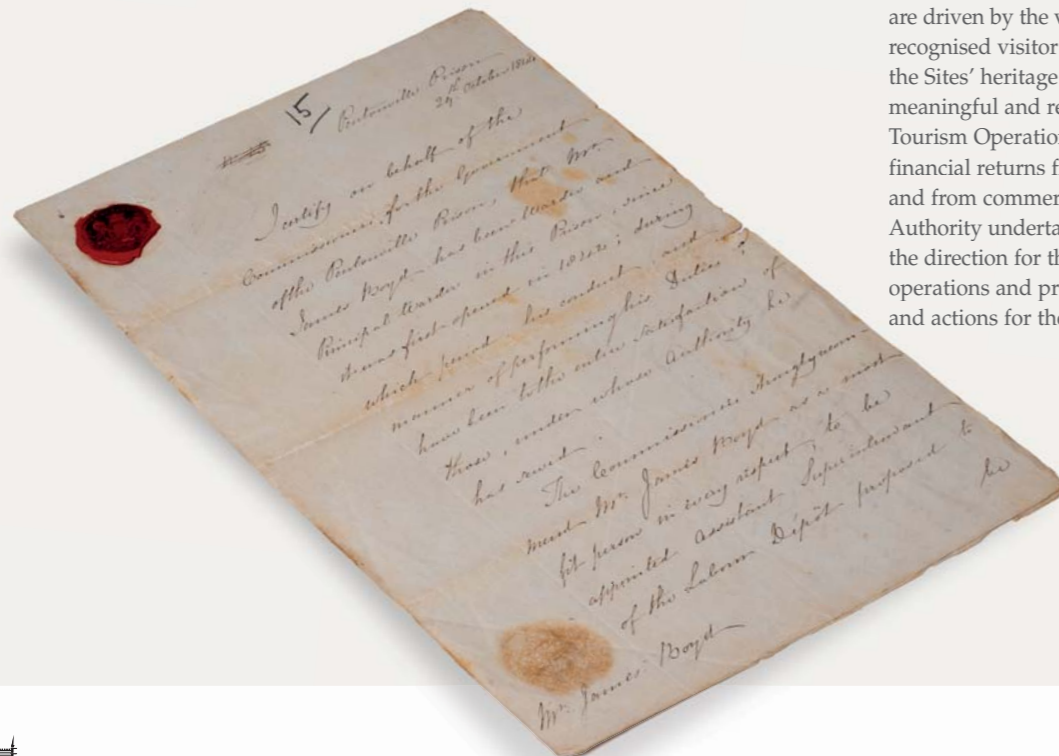 15
Pentonville Prison
24th October 184
I certify on behalf of the
Commissioners for the Government
of the Pentonville Prison, that Mr
James Boyd has been Warder and
Principal Warder in this Prison, since
it was first opened in ; during
which period his conduct and
manner of performing his Duties
have been to the entire satisfaction of
those, under whose authority he
has served.
The Commissioners strongly recom
mend Mr. James Boyd as a most
fit person in every respect, to be
appointed assistant Superintendant
of the Labour Depôt proposed to
be
Mr. James Boyd
are driven by the v
recognised visitor
the Sites' heritage
meaningful and re
Tourism Operation
financial returns f
and from commer
Authority underta
the direction for th
operations and pr
and actions for the